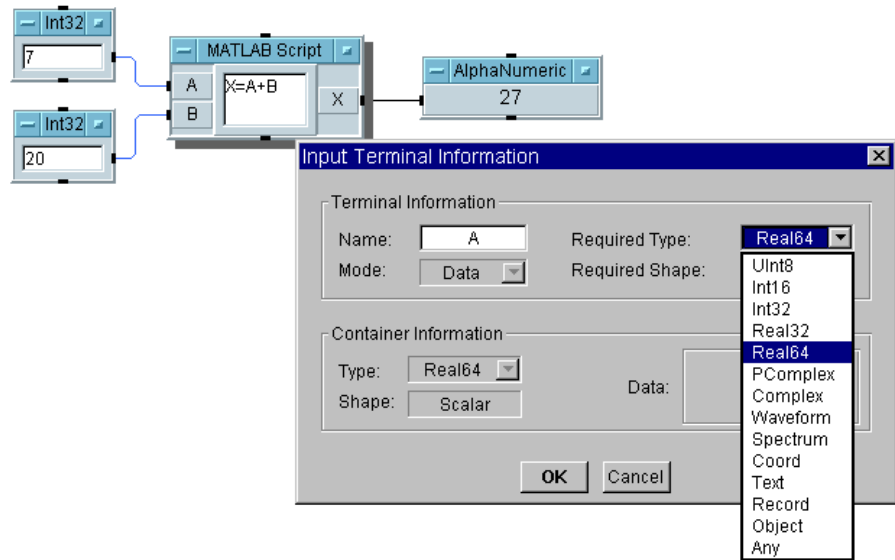 Int32
7
MATLAB Script
A
B
X=A+B
X
AlphaNumeric
27
Int32
20
Input Terminal Information
Terminal Information
Name: A Required Type: Real64
Mode: Data Required Shape:
UInt8
Int16
Int32
Real32
Real64
PComplex
Complex
Waveform
Spectrum
Coord
Text
Record
Object
Any
Container Information
Type: Real64
Shape: Scalar
Data:
OK Cancel